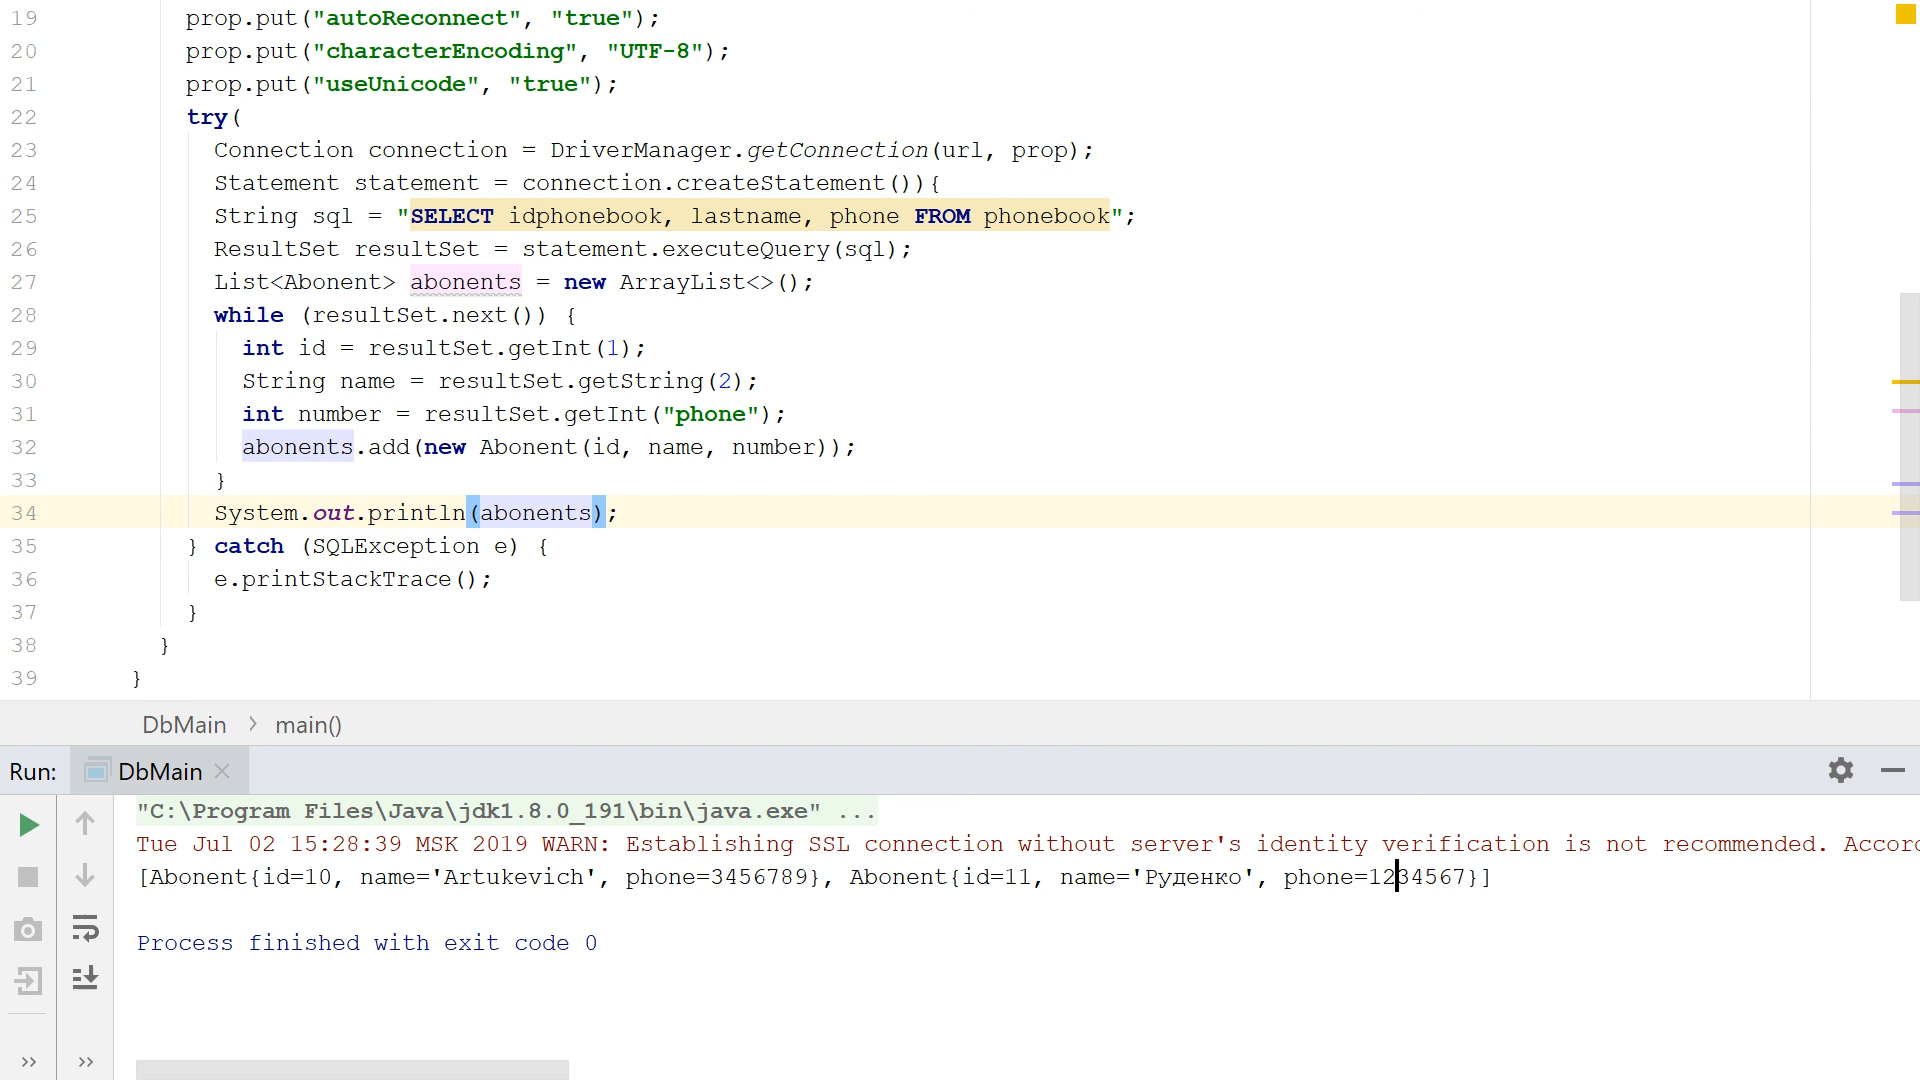 19 prop.put("autoReconnect", "true");
20 prop.put("characterEncoding", "UTF-8");
21 prop.put("useUnicode", "true");
22 try(
23 Connection connection = DriverManager.getConnection(url, prop);
24 Statement statement = connection.createStatement()){
25 String sql = "SELECT idphonebook, lastname, phone FROM phonebook";
26 ResultSet resultSet = statement.executeQuery(sql);
27 List<Abonent> abonents = new ArrayList<>();
28 while (resultSet.next()) {
29 int id = resultSet.getInt(1);
30 String name = resultSet.getString(2);
31 int number = resultSet.getInt("phone");
32 abonents.add(new Abonent(id, name, number));
33 }
34 System.out.println(abonents);
35 } catch (SQLException e) {
36 e.printStackTrace();
37 }
38 }
39 }
DbMain > main()
Run: DbMain
"C:\Program Files\Java\jdk1.8.0_191\bin\java.exe" ...
Tue Jul 02 15:28:39 MSK 2019 WARN: Establishing SSL connection without server's identity verification is not recommended. Accord
[Abonent{id=10, name='Artukevich', phone=3456789}, Abonent{id=11, name='Руденко', phone=1234567}]
Process finished with exit code 0